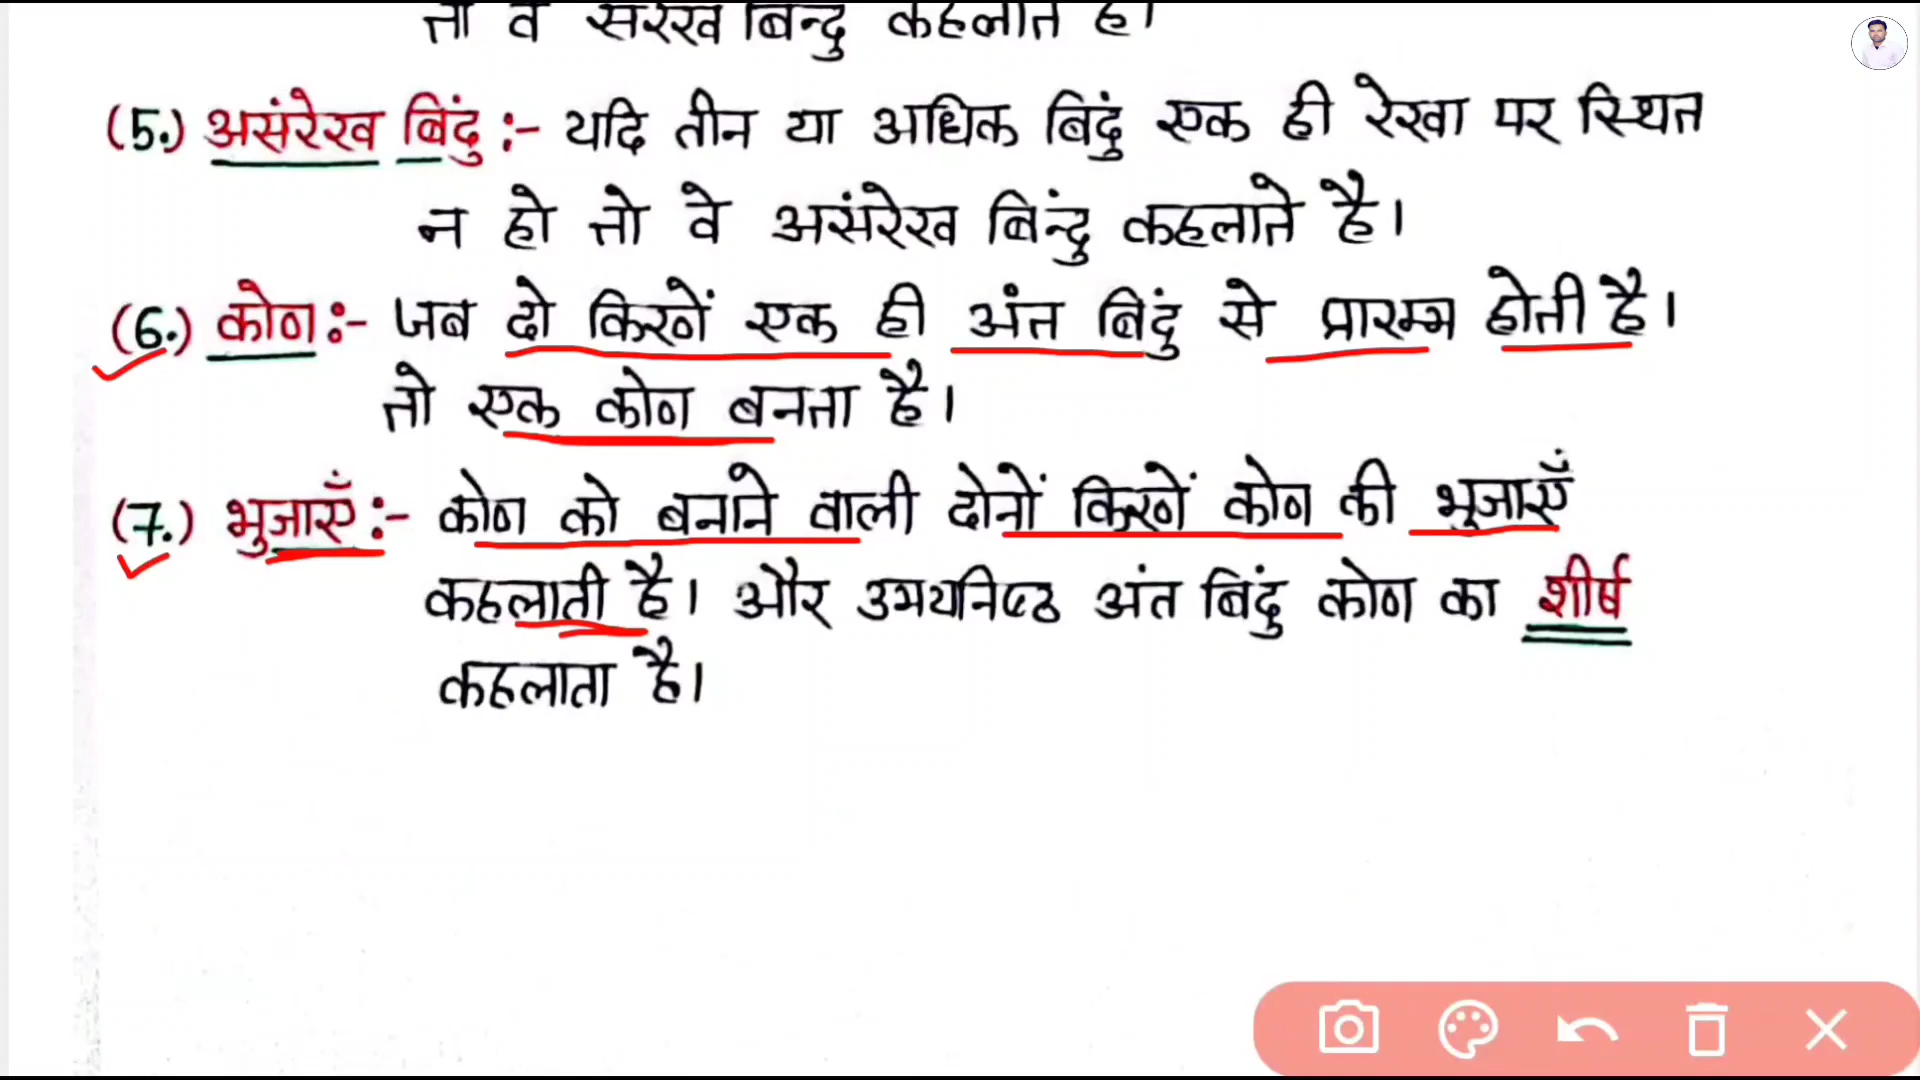 तो वे संरेख बिन्दु कहलाते है।
(5.) असंरेख बिंदु :- यदि तीन या अधिक बिंदुं एक ही रेखा पर स्थित
न हो तो वे असंरेख बिन्दु कहलाते है।
(6.) कोण :- जब दो किरणें एक ही अंत बिंदुं से प्रारम्भ होती है।
तो एक कोण बनता है।
(7.) भुजाएँ :- कोण को बनाने वाली दोनों किरणें कोण की भूजाएँ
कहलाती है। और उभयनिष्ठ अंत बिंदु कोण का शीर्ष
कहलाता है।